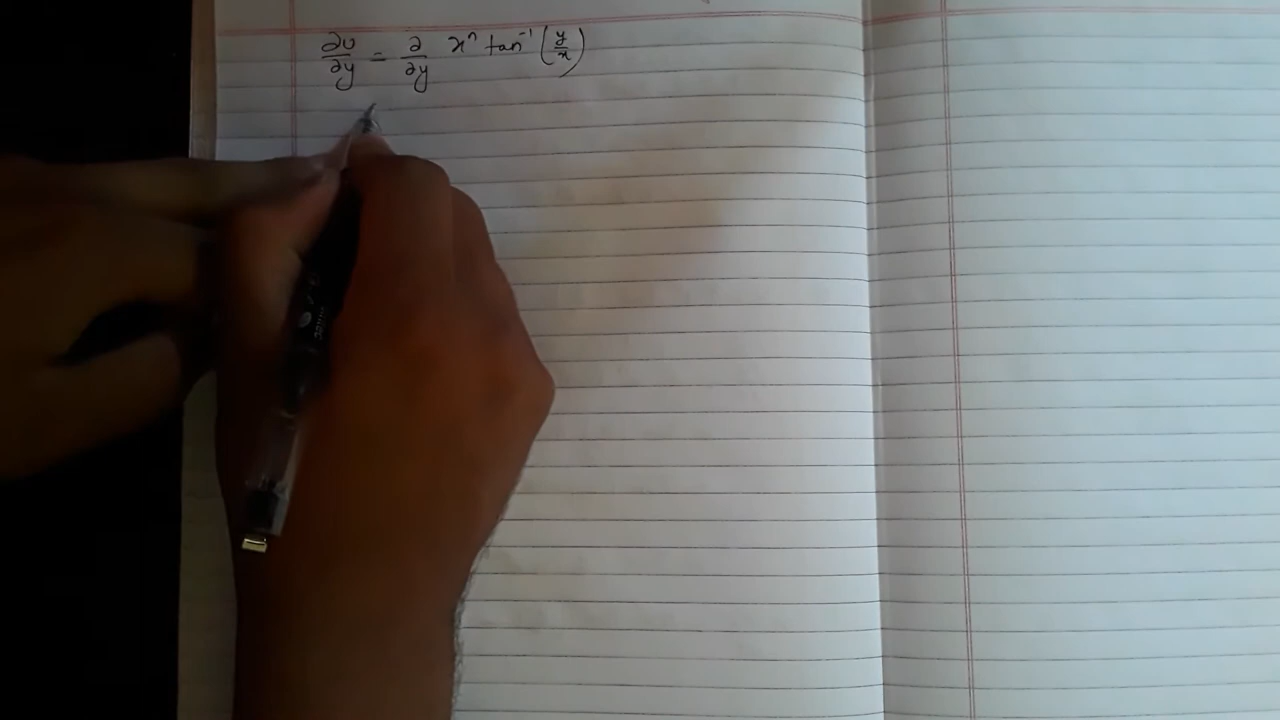 ∂u/∂y = ∂/∂y xⁿ tan⁻¹(y/x)